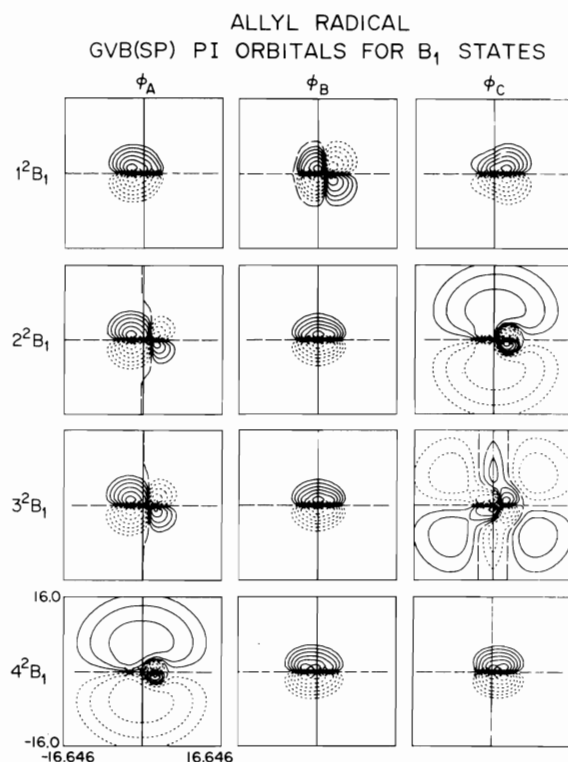 ALLYL RADICAL
GVB(SP) PI ORBITALS FOR B₁ STATES
ϕA ϕB ϕC
1²B₁
2²B₁
3²B₁
16.0
4²B₁
-16.0
-16.646 16.646